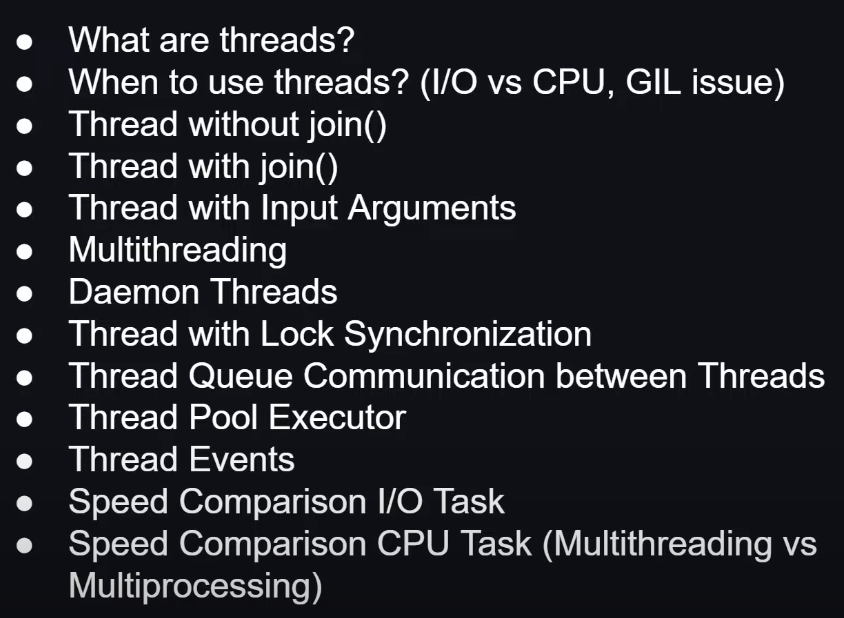 ● What are threads?
● When to use threads? (I/O vs CPU, GIL issue)
● Thread without join()
● Thread with join()
● Thread with Input Arguments
● Multithreading
● Daemon Threads
● Thread with Lock Synchronization
● Thread Queue Communication between Threads
● Thread Pool Executor
● Thread Events
● Speed Comparison I/O Task
● Speed Comparison CPU Task (Multithreading vs
Multiprocessing)